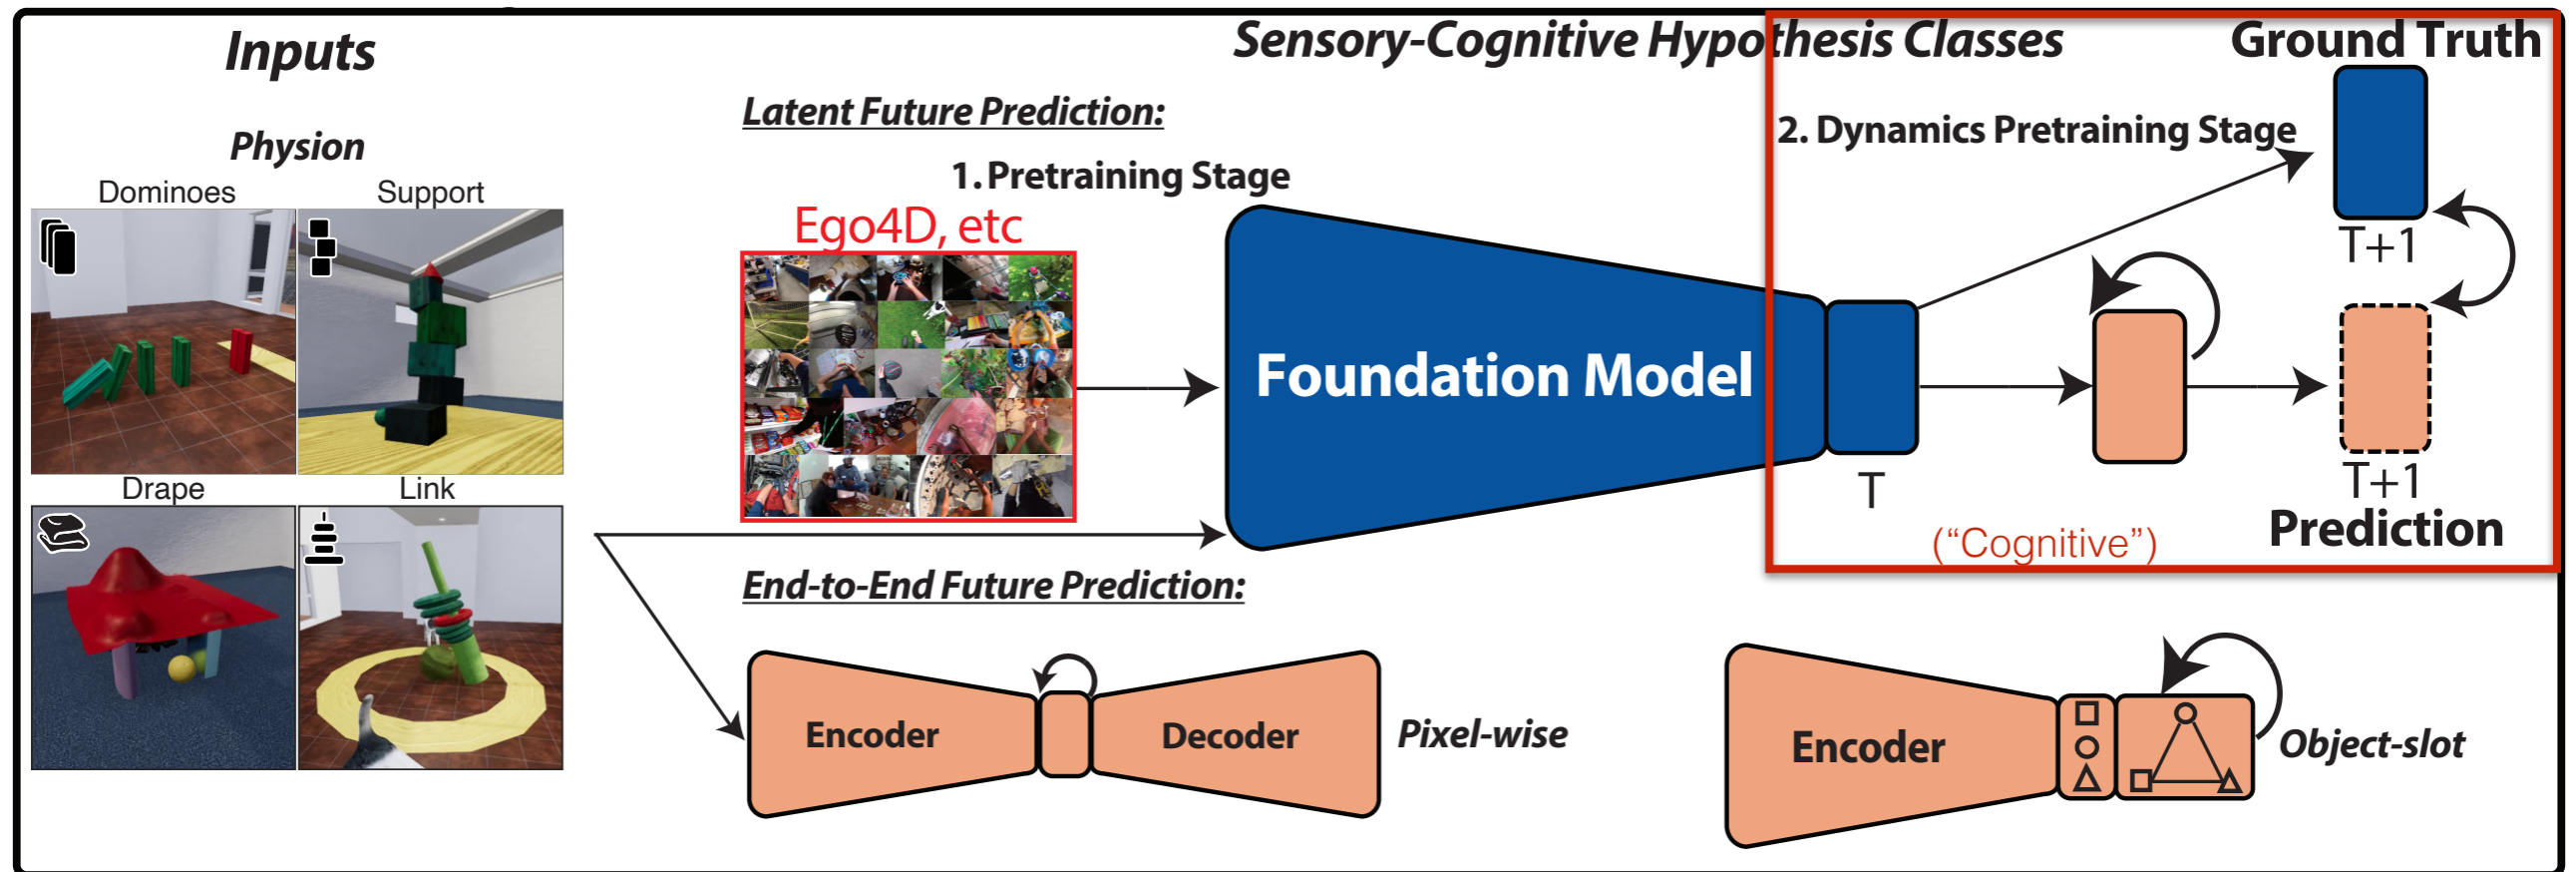 Inputs
Sensory-Cognitive Hypothesis Classes
Ground Truth
Physion
Dominoes
Support
Drape
Link
Latent Future Prediction:
1. Pretraining Stage
Ego4D, etc
Foundation Model
2. Dynamics Pretraining Stage
T
T+1
T+1
Prediction
("Cognitive")
End-to-End Future Prediction:
Encoder
Decoder
Pixel-wise
Encoder
Object-slot